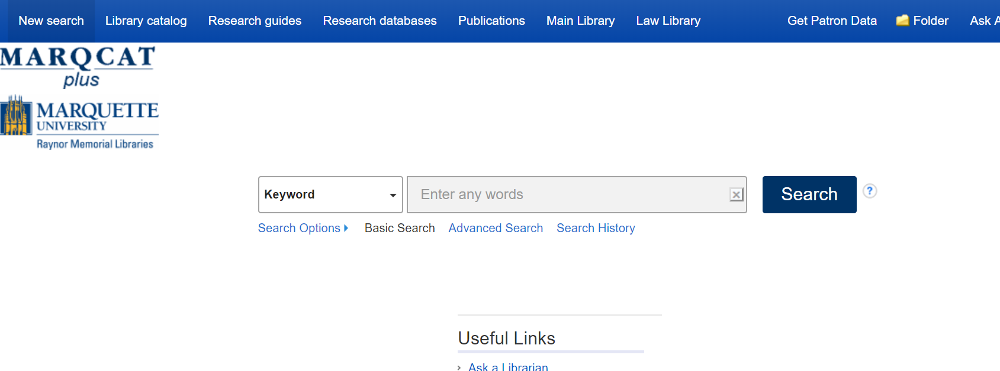 New search Library catalog Research guides Research databases Publications Main Library Law Library Get Patron Data Folder Ask A
MARQCAT
plus
MARQUETTE
UNIVERSITY
Raynor Memorial Libraries
Keyword Enter any words Search ?
Search Options Basic Search Advanced Search Search History
Useful Links
Ask a Librarian